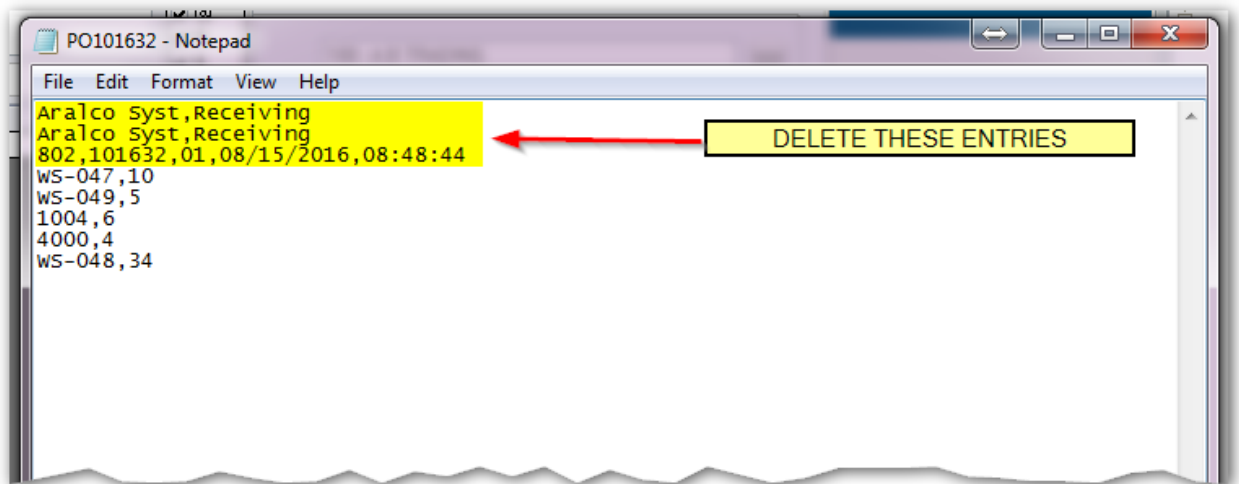 PO101632 - Notepad
File Edit Format View Help
Aralco Syst,Receiving
Aralco Syst,Receiving
802,101632,01,08/15/2016,08:48:44
WS-047,10
WS-049,5
1004,6
4000,4
WS-048,34
DELETE THESE ENTRIES